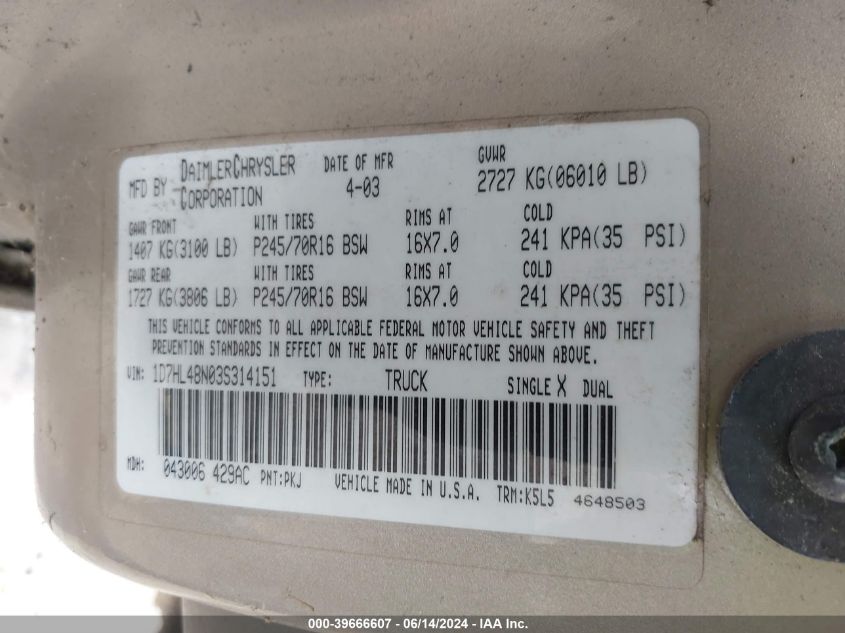 MFD BY DAIMLERCHRYSLER CORPORATION DATE OF MFR 4-03 GVWR 2727 KG(06010 LB)
GAWR FRONT WITH TIRES RIMS AT COLD
1407 KG(3100 LB) P245/70R16 BSW 16X7.0 241 KPA(35 PSI)
GAWR REAR WITH TIRES RIMS AT COLD
1727 KG(3806 LB) P245/70R16 BSW 16X7.0 241 KPA(35 PSI)
THIS VEHICLE CONFORMS TO ALL APPLICABLE FEDERAL MOTOR VEHICLE SAFETY AND THEFT
PREVENTION STANDARDS IN EFFECT ON THE DATE OF MANUFACTURE SHOWN ABOVE.
VIN: 1D7HL48N03S314151 TYPE: TRUCK SINGLE X DUAL
MDH: 043006 429AC PNT:PKJ VEHICLE MADE IN U.S.A. TRM:K5L5 4648503
000-39666607 - 06/14/2024 - IAA Inc.